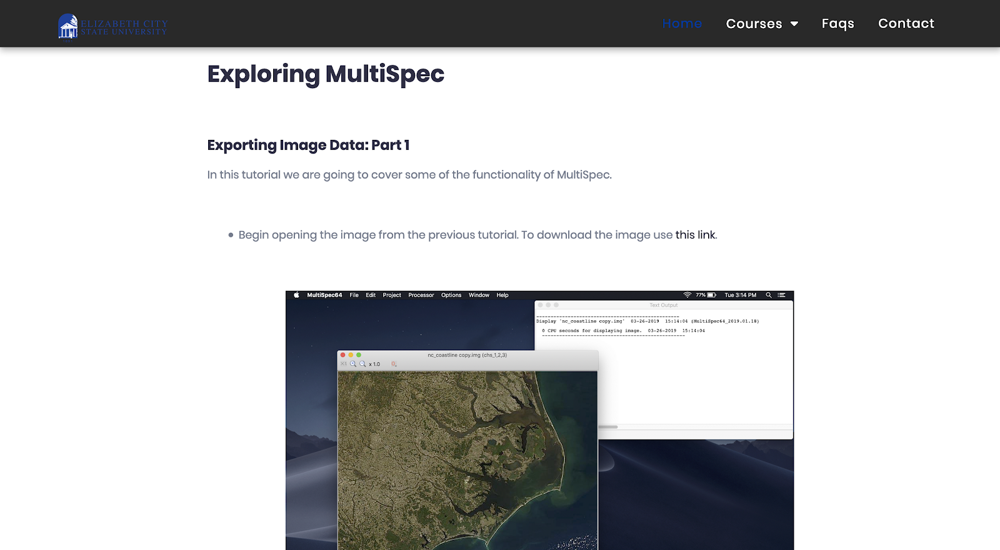 ELIZABETH CITY
STATE UNIVERSITY
Home Courses Faqs Contact
Exploring MultiSpec
Exporting Image Data: Part 1
In this tutorial we are going to cover some of the functionality of MultiSpec.
Begin opening the image from the previous tutorial. To download the image use this link.
MultiSpec64 File Edit Project Processor Options Window Help 77% Tue 3:14 PM
Text Output
Display 'nc_coastline copy.img' 03-26-2019 15:14:04 (MultiSpec64_2019.01.18)
0 CPU seconds for displaying image. 03-26-2019 15:14:04
nc_coastline copy.img (chs_1,2,3)
x 1.0